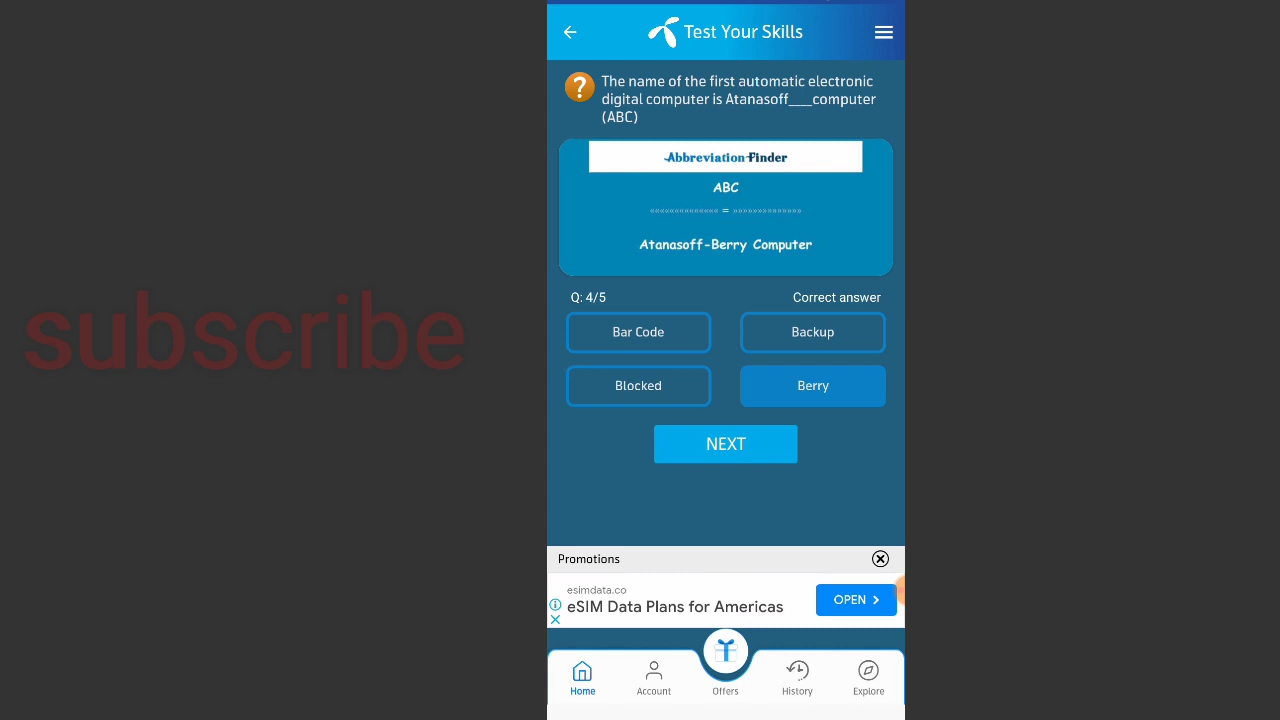 subscribe
Test Your Skills
The name of the first automatic electronic
digital computer is Atanasoff___computer
(ABC)
Abbreviation Finder
ABC
«««««««««««««« = »»»»»»»»»»»»»»
Atanasoff-Berry Computer
Q: 4/5 Correct answer
Bar Code Backup
Blocked Berry
NEXT
Promotions
esimdata.co
eSIM Data Plans for Americas
OPEN
Home Account Offers History Explore